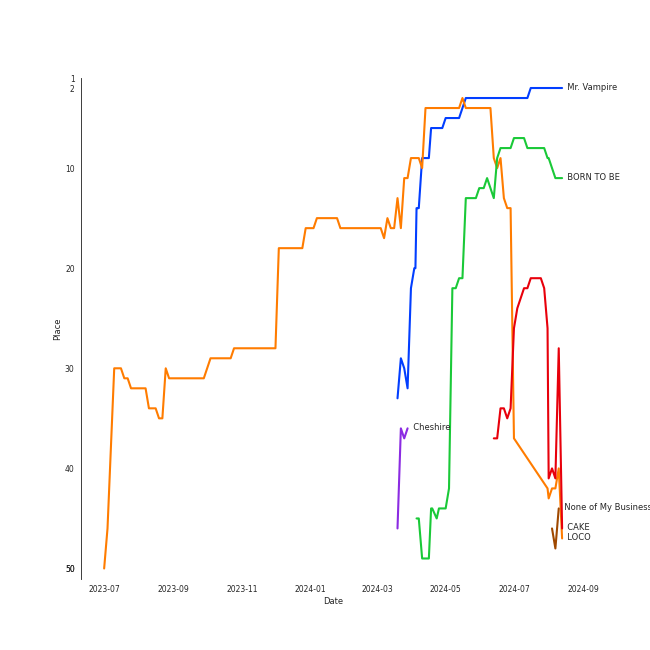 1
2
Mr. Vampire
10
BORN TO BE
20
Place
30
Cheshire
40
None of My Business
CAKE
LOCO
50
2023-07
2023-09
2023-11
2024-01
2024-03
2024-05
2024-07
2024-09
Date